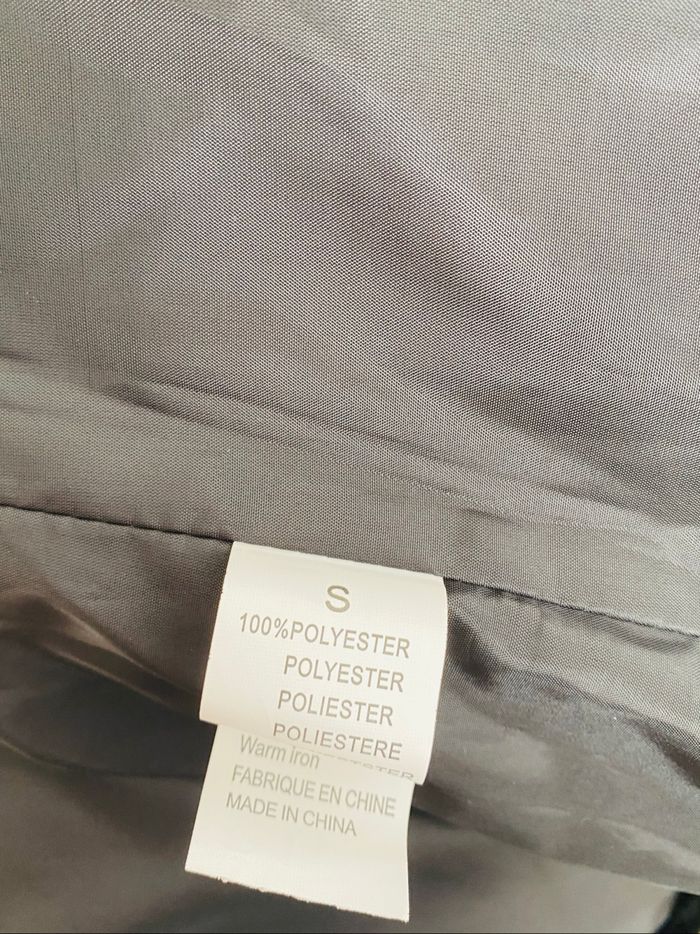 S
100%POLYESTER
POLYESTER
POLIESTER
POLIESTERE
Warm Iron
FABRIQUE EN CHINE
MADE IN CHINA